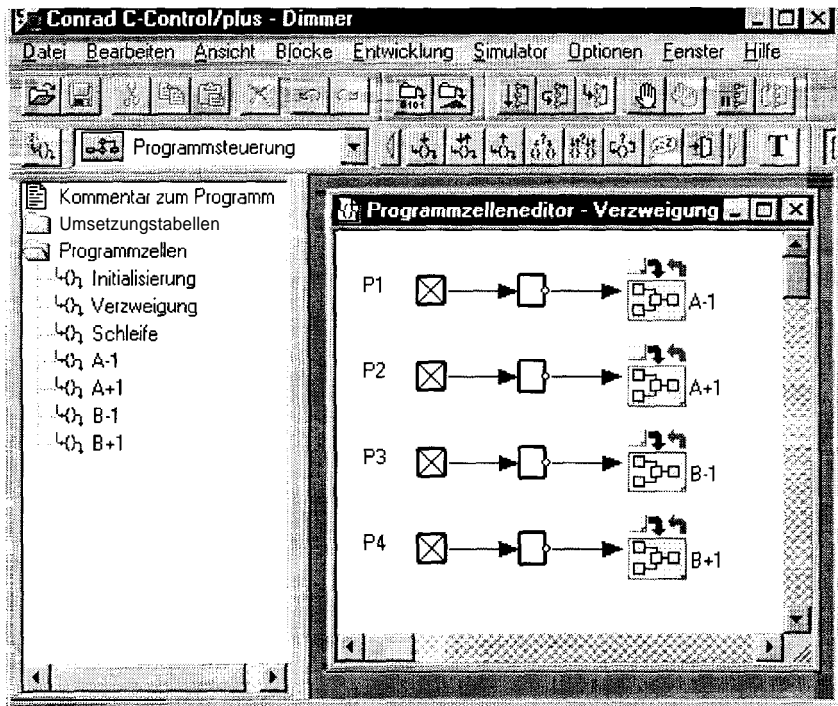 Conrad C-Control/plus - Dimmer
Datei Bearbeiten Ansicht Blöcke Entwicklung Simulator Optionen Fenster Hilfe
Programmsteuerung
T
Kommentar zum Programm
Umsetzungstabellen
Programmzellen
Initialisierung
Verzweigung
Schleife
A-1
A+1
B-1
B+1
Programmzelleneditor - Verzweigung
P1 A-1
P2 A+1
P3 B-1
P4 B+1